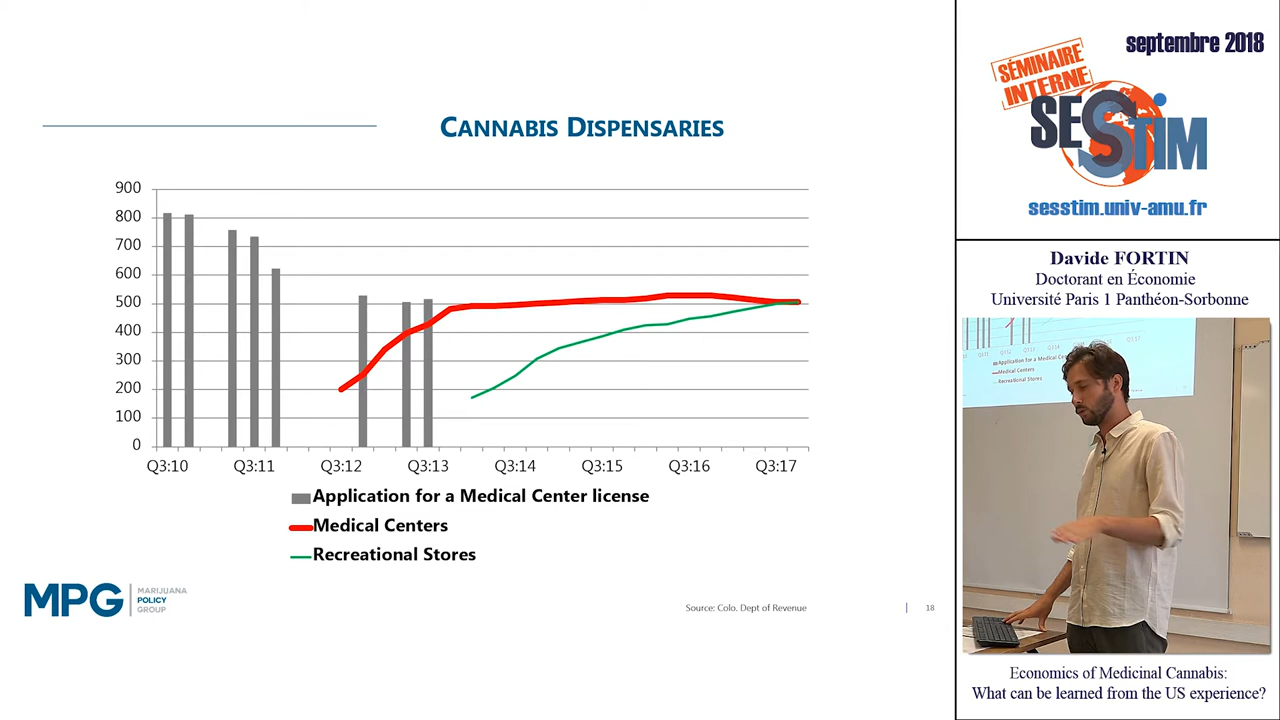 CANNABIS DISPENSARIES
900
800
700
600
500
400
300
200
100
0
Q3:10 Q3:11 Q3:12 Q3:13 Q3:14 Q3:15 Q3:16 Q3:17
Application for a Medical Center license
Medical Centers
Recreational Stores
MPG MARIJUANA
POLICY
GROUP
Source: Colo. Dept of Revenue
18
septembre 2018
SÉMINAIRE
INTERNE
SESSTIM
sesstim.univ-amu.fr
Davide FORTIN
Doctorant en Économie
Université Paris 1 Panthéon-Sorbonne
Application for a Medical Ce
Medical Centers
Recreational Stores
Economics of Medicinal Cannabis:
What can be learned from the US experience?